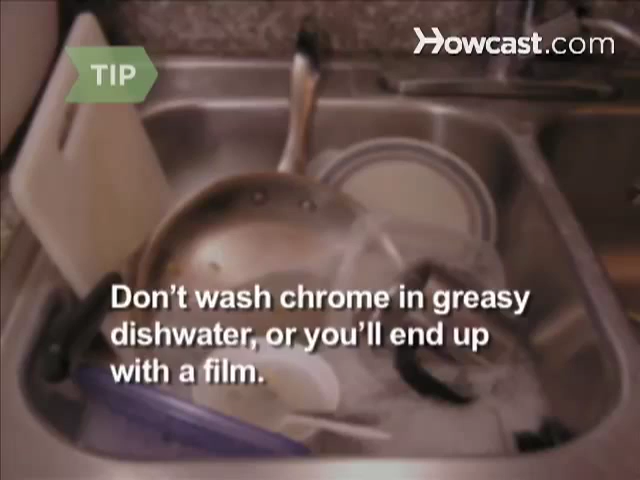 Howcast.com
TIP
Don't wash chrome in greasy
dishwater, or you'll end up
with a film.